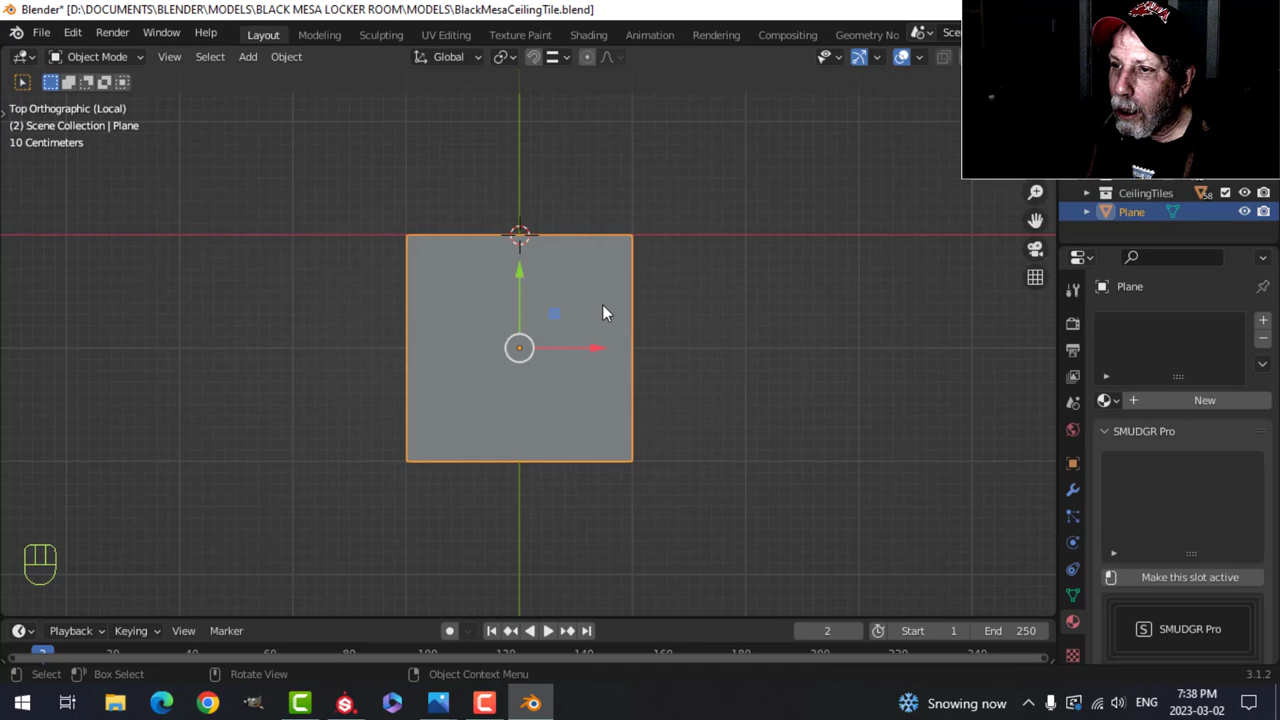 Blender* [D:\DOCUMENTS\BLENDER\MODELS\BLACK MESA LOCKER ROOM\MODELS\BlackMesaCeilingTile.blend]
File Edit Render Window Help Layout Modeling Sculpting UV Editing Texture Paint Shading Animation Rendering Compositing Geometry No Scen
Object Mode View Select Add Object Global
Top Orthographic (Local)
(2) Scene Collection | Plane
10 Centimeters
CeilingTiles 58
Plane
Plane
New
SMUDGR Pro
Make this slot active
S SMUDGR Pro
Playback Keying View Marker 2 Start 1 End 250
Select Box Select Rotate View Object Context Menu 3.1.2
Snowing now ENG 7:38 PM
2023-03-02